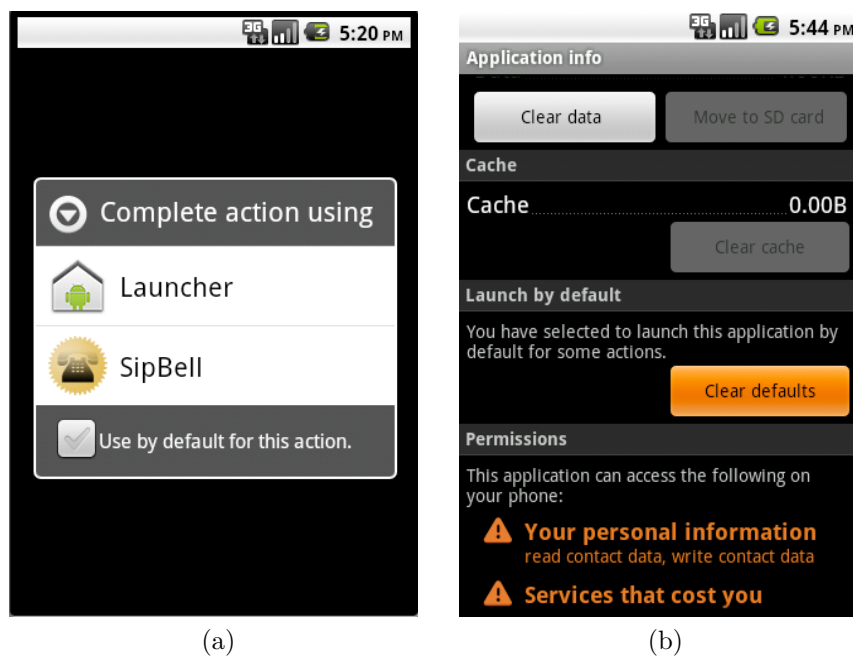 3G 5:20 PM
Complete action using
Launcher
SipBell
Use by default for this action.
(a)
3G 5:44 PM
Application info
Clear data
Move to SD card
Cache
Cache 0.00B
Clear cache
Launch by default
You have selected to launch this application by
default for some actions.
Clear defaults
Permissions
This application can access the following on
your phone:
Your personal information
read contact data, write contact data
Services that cost you
(b)